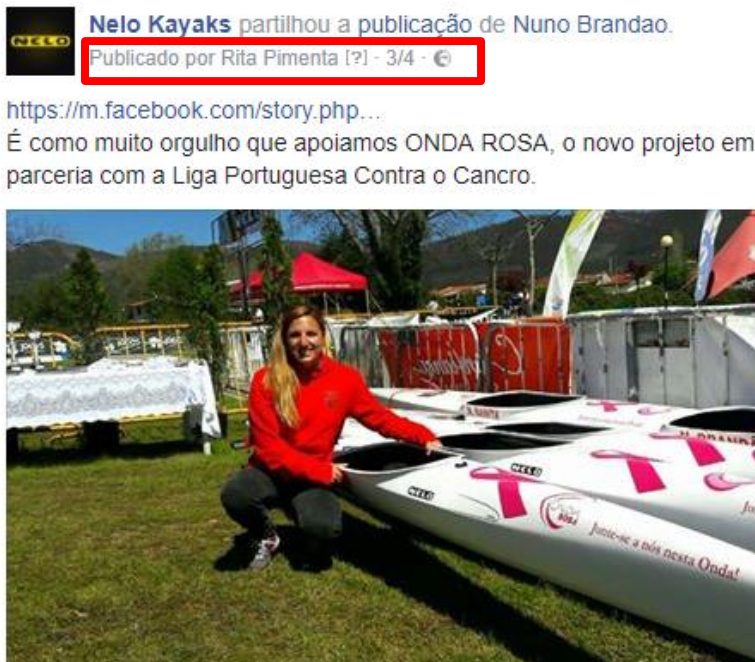 NELO
Nelo Kayaks partilhou a publicação de Nuno Brandao.
Publicado por Rita Pimenta [?] · 3/4 ·
https://m.facebook.com/story.php...
É como muito orgulho que apoiamos ONDA ROSA, o novo projeto em
parceria com a Liga Portuguesa Contra o Cancro.
NELO
NELO
ROSA
Junte-se a nós nesta Onda!